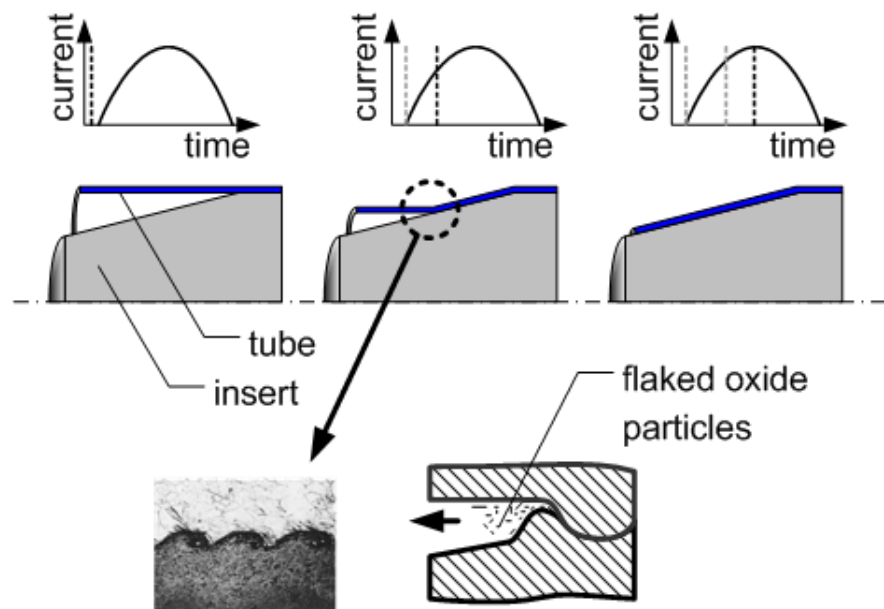 current
time
current
time
current
time
tube
insert
flaked oxide
particles